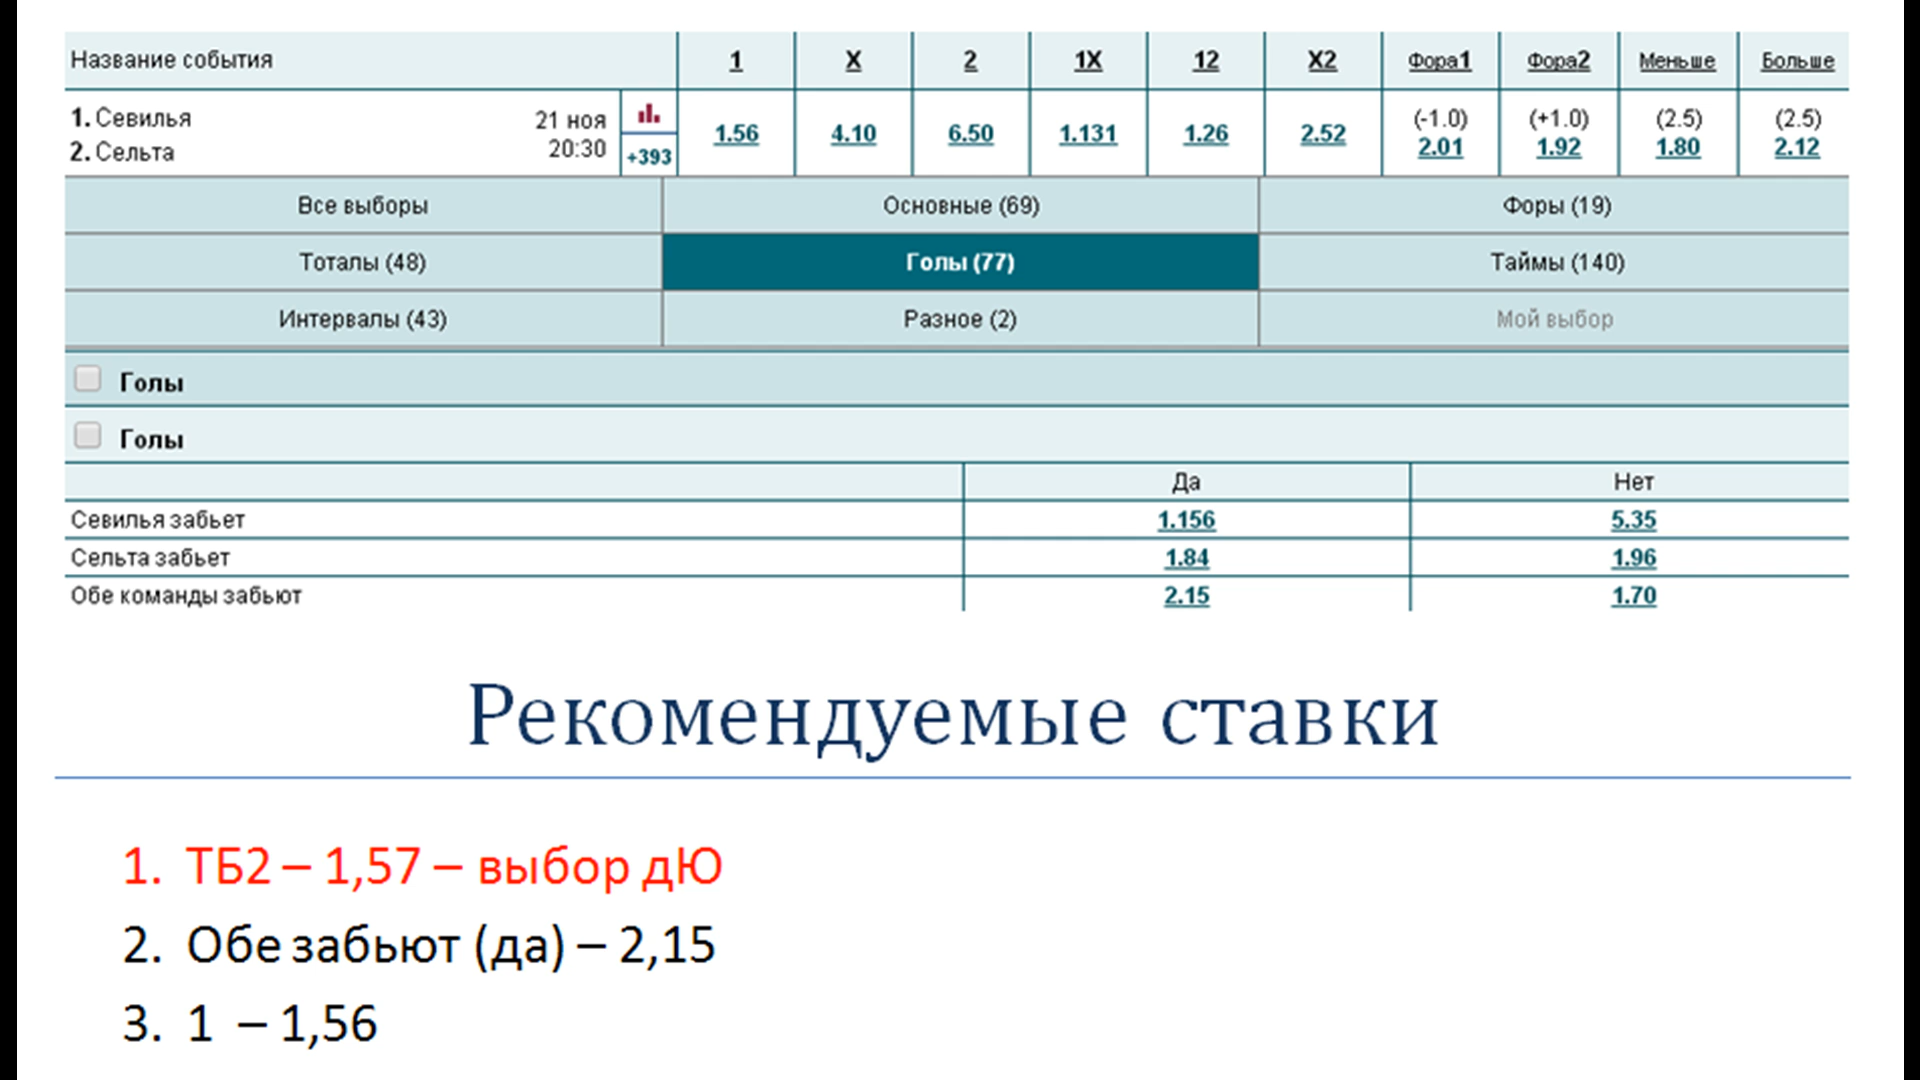 Название события 1 X 2 1X 12 X2 Фора1 Фора2 Меньше Больше
1. Севилья 21 ноя (-1.0) (+1.0) (2.5) (2.5)
2. Сельта 20:30 +393 1.56 4.10 6.50 1.131 1.26 2.52 2.01 1.92 1.80 2.12
Все выборы Основные (69) Форы (19)
Тоталы (48) Голы (77) Таймы (140)
Интервалы (43) Разное (2) Мой выбор
Голы
Голы
Да Нет
Севилья забьет 1.156 5.35
Сельта забьет 1.84 1.96
Обе команды забьют 2.15 1.70
Рекомендуемые ставки
1. ТБ2 – 1,57 – выбор дЮ
2. Обе забьют (да) – 2,15
3. 1 – 1,56